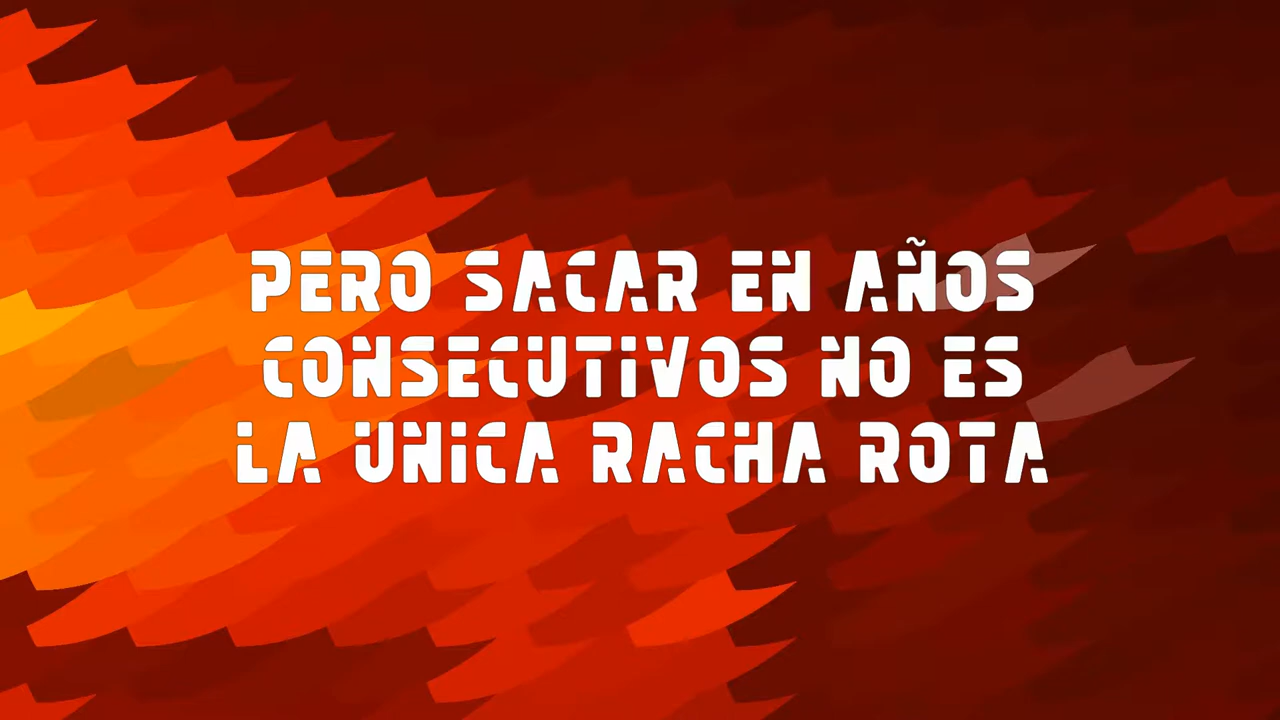 PERO SACAR EN AÑOS
CONSECUTIVOS NO ES
LA UNICA RACHA ROTA